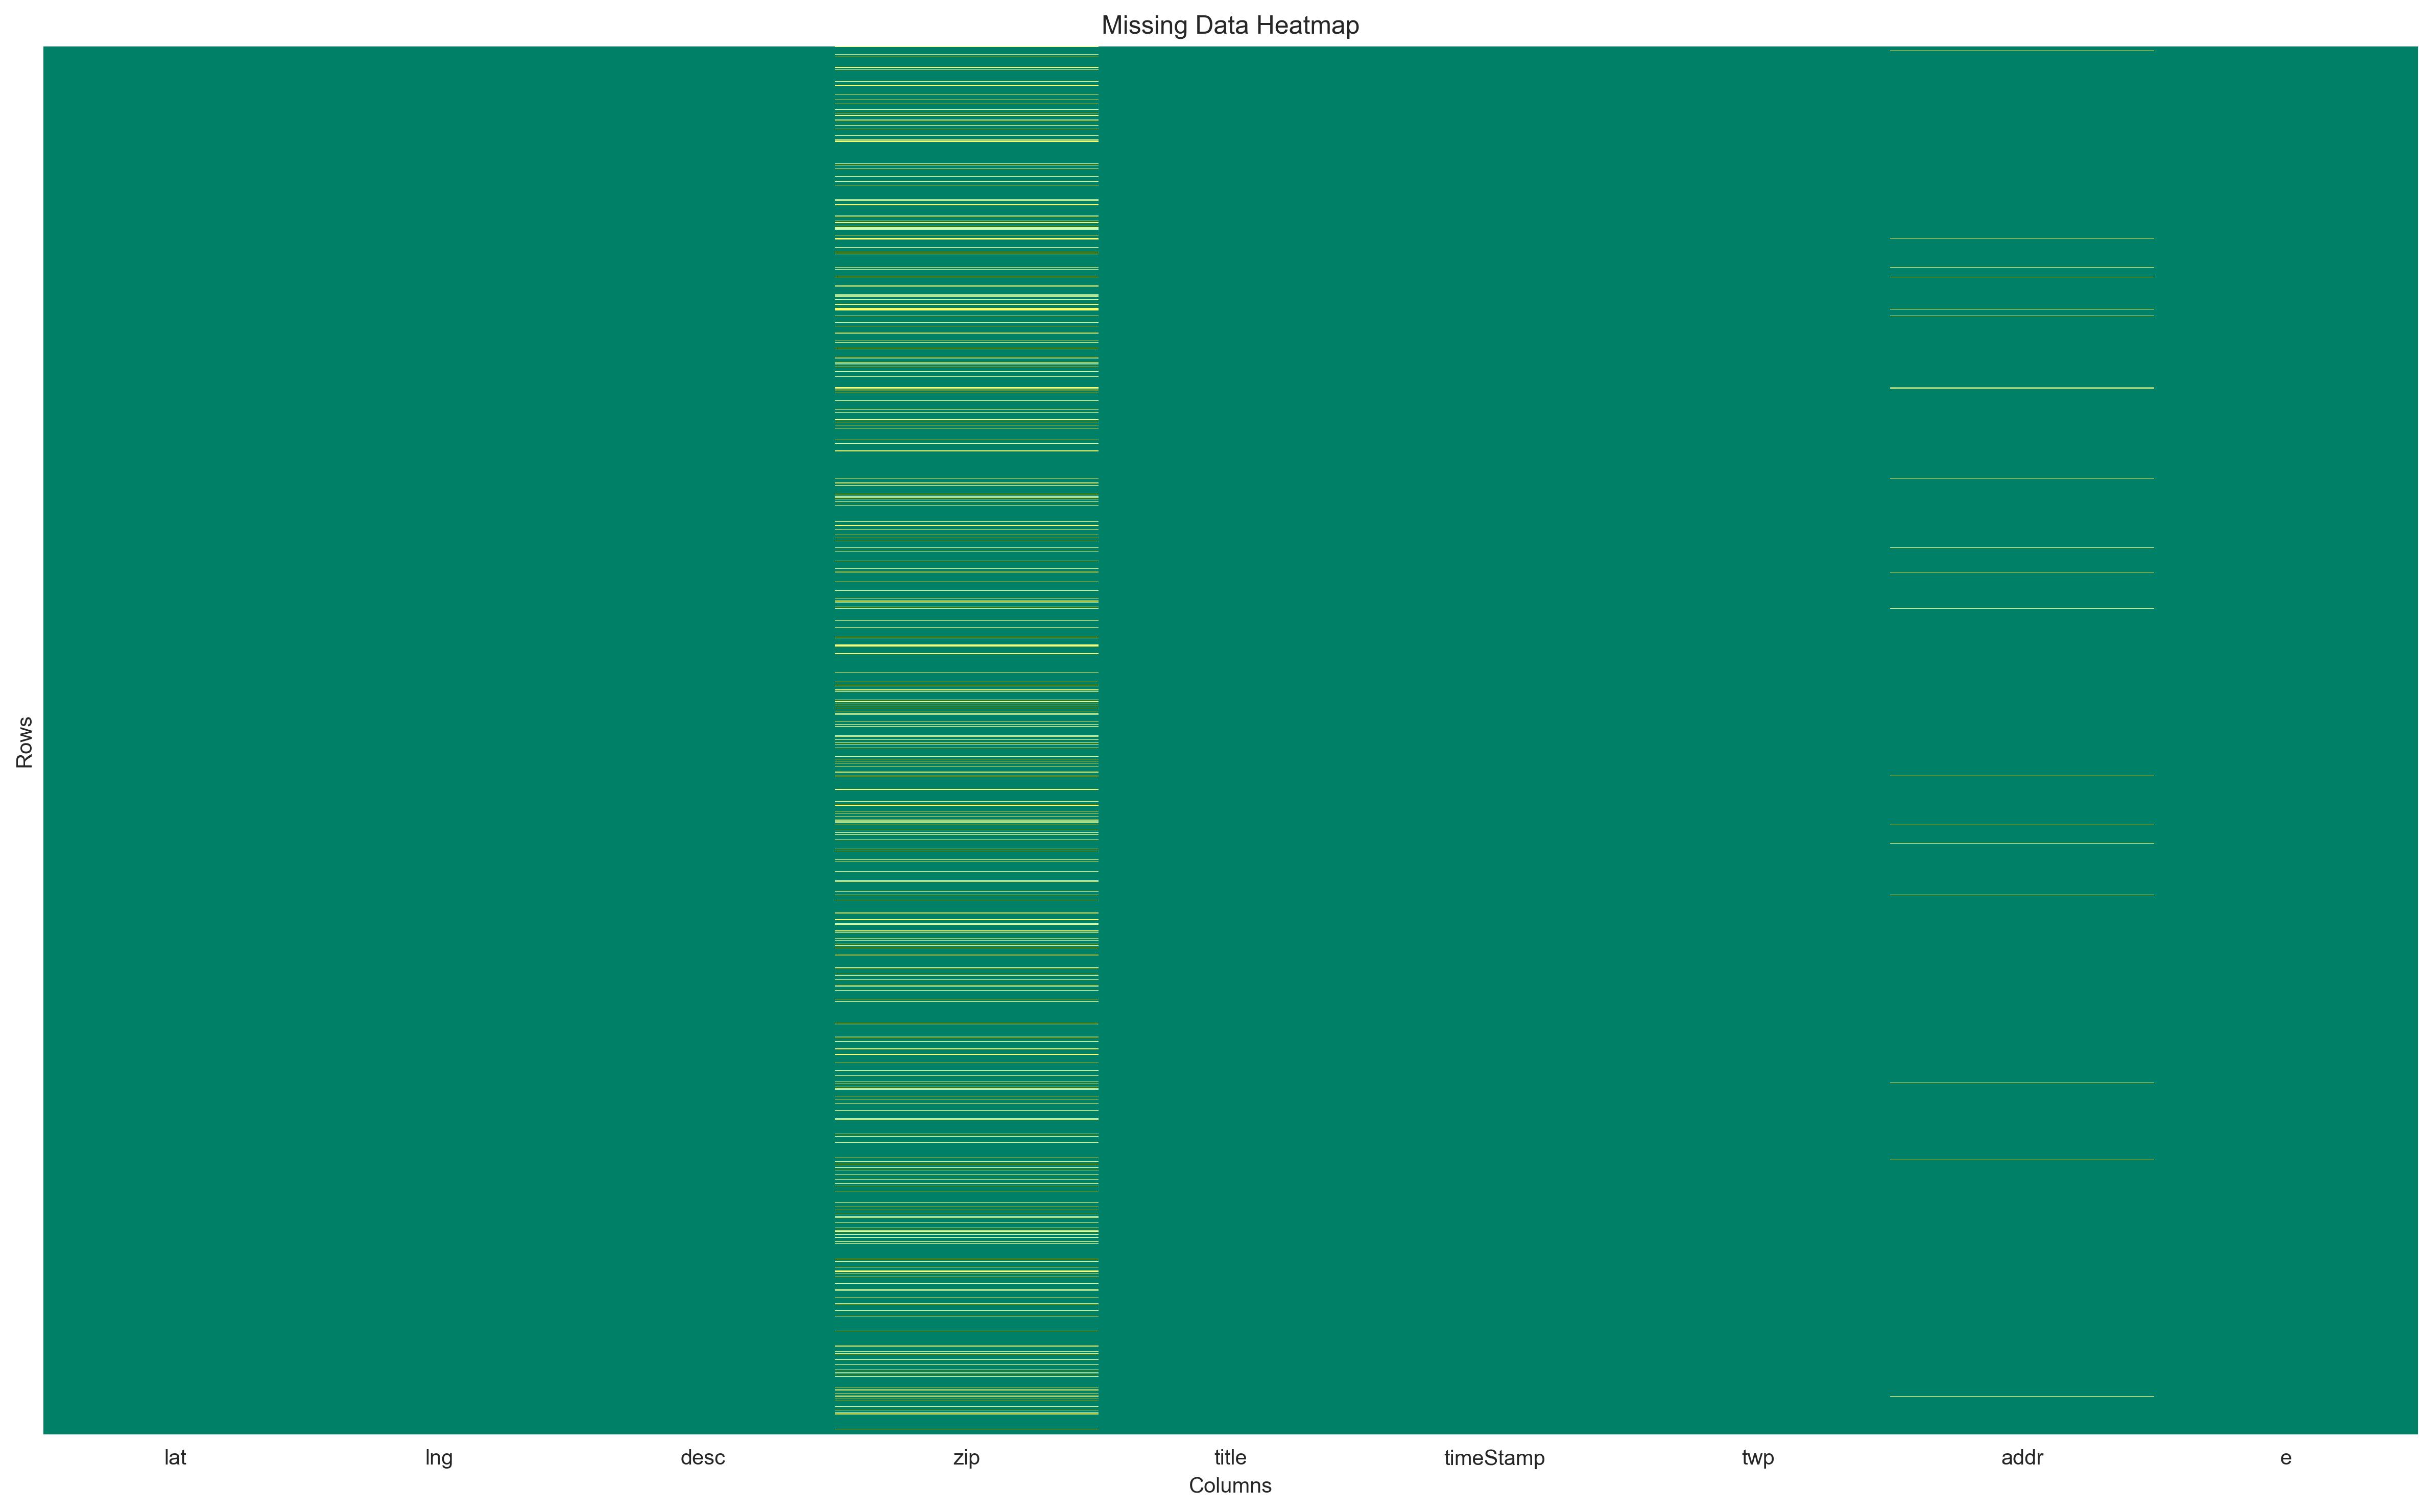 Missing Data Heatmap
Rows
lat lng desc zip title timeStamp twp addr e
Columns